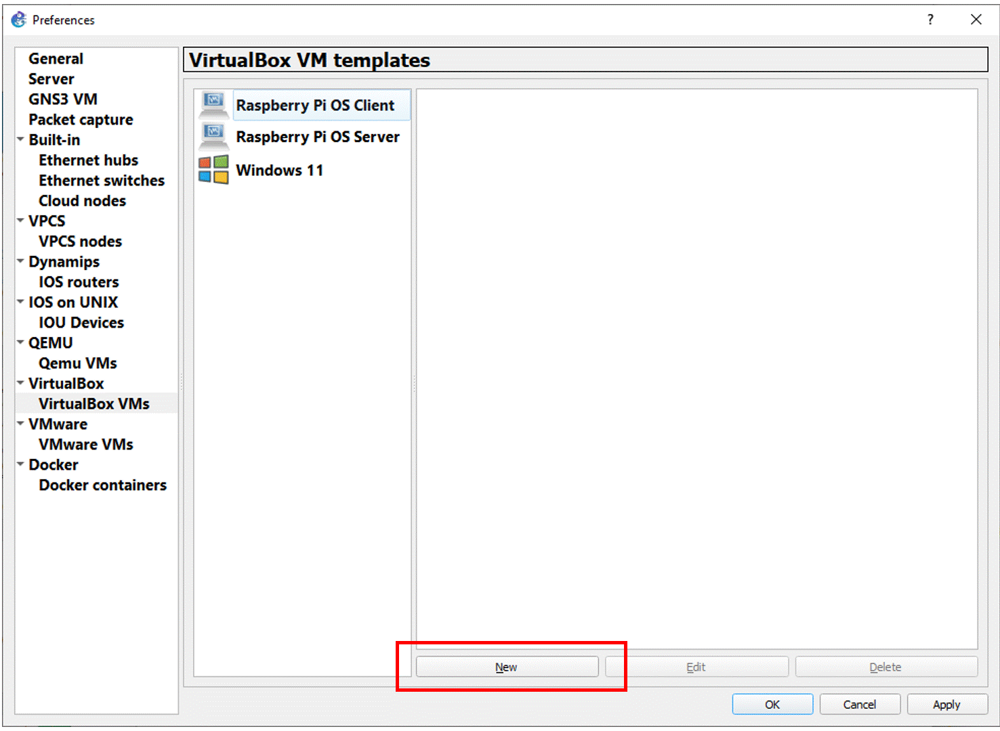 Preferences
?
General
Server
GNS3 VM
Packet capture
Built-in
Ethernet hubs
Ethernet switches
Cloud nodes
VPCS
VPCS nodes
Dynamips
IOS routers
IOS on UNIX
IOU Devices
QEMU
Qemu VMs
VirtualBox
VirtualBox VMs
VMware
VMware VMs
Docker
Docker containers
VirtualBox VM templates
Raspberry Pi OS Client
Raspberry Pi OS Server
Windows 11
New
Edit
Delete
OK
Cancel
Apply